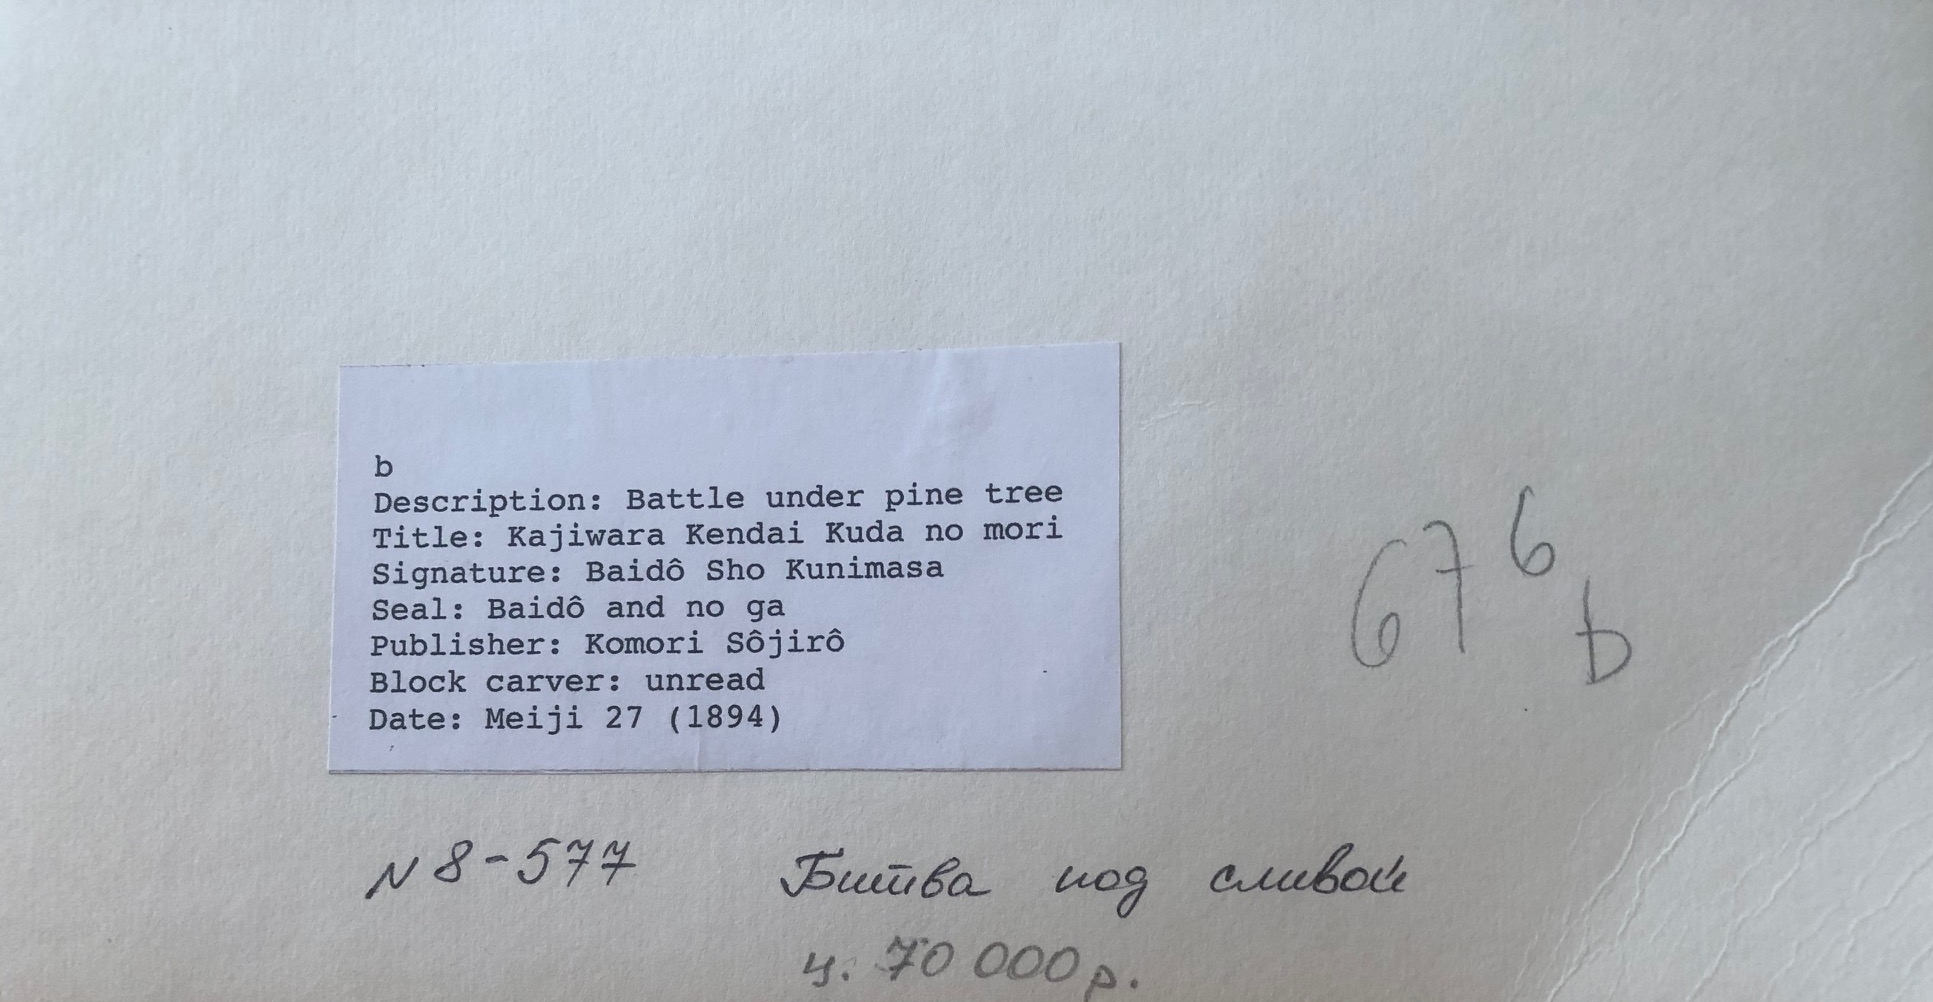 b
Description: Battle under pine tree
Title: Kajiwara Kendai Kuda no mori
Signature: Baidô Sho Kunimasa
Seal: Baidô and no ga
Publisher: Komori Sôjirô
Block carver: unread
Date: Meiji 27 (1894)
676
b
N 8-577 Битва под сливой
ц. 70 000 р.